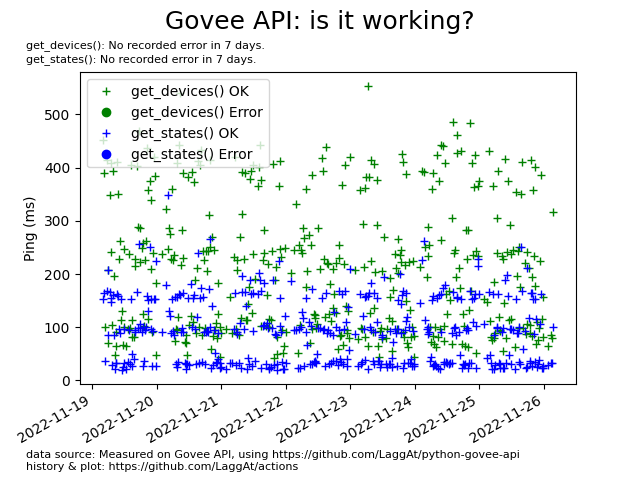 Govee API: is it working?
get_devices(): No recorded error in 7 days.
get_states(): No recorded error in 7 days.
get_devices() OK
get_devices() Error
get_states() OK
get_states() Error
Ping (ms)
500
400
300
200
100
0
2022-11-19
2022-11-20
2022-11-21
2022-11-22
2022-11-23
2022-11-24
2022-11-25
2022-11-26
data source: Measured on Govee API, using https://github.com/LaggAt/python-govee-api
history & plot: https://github.com/LaggAt/actions